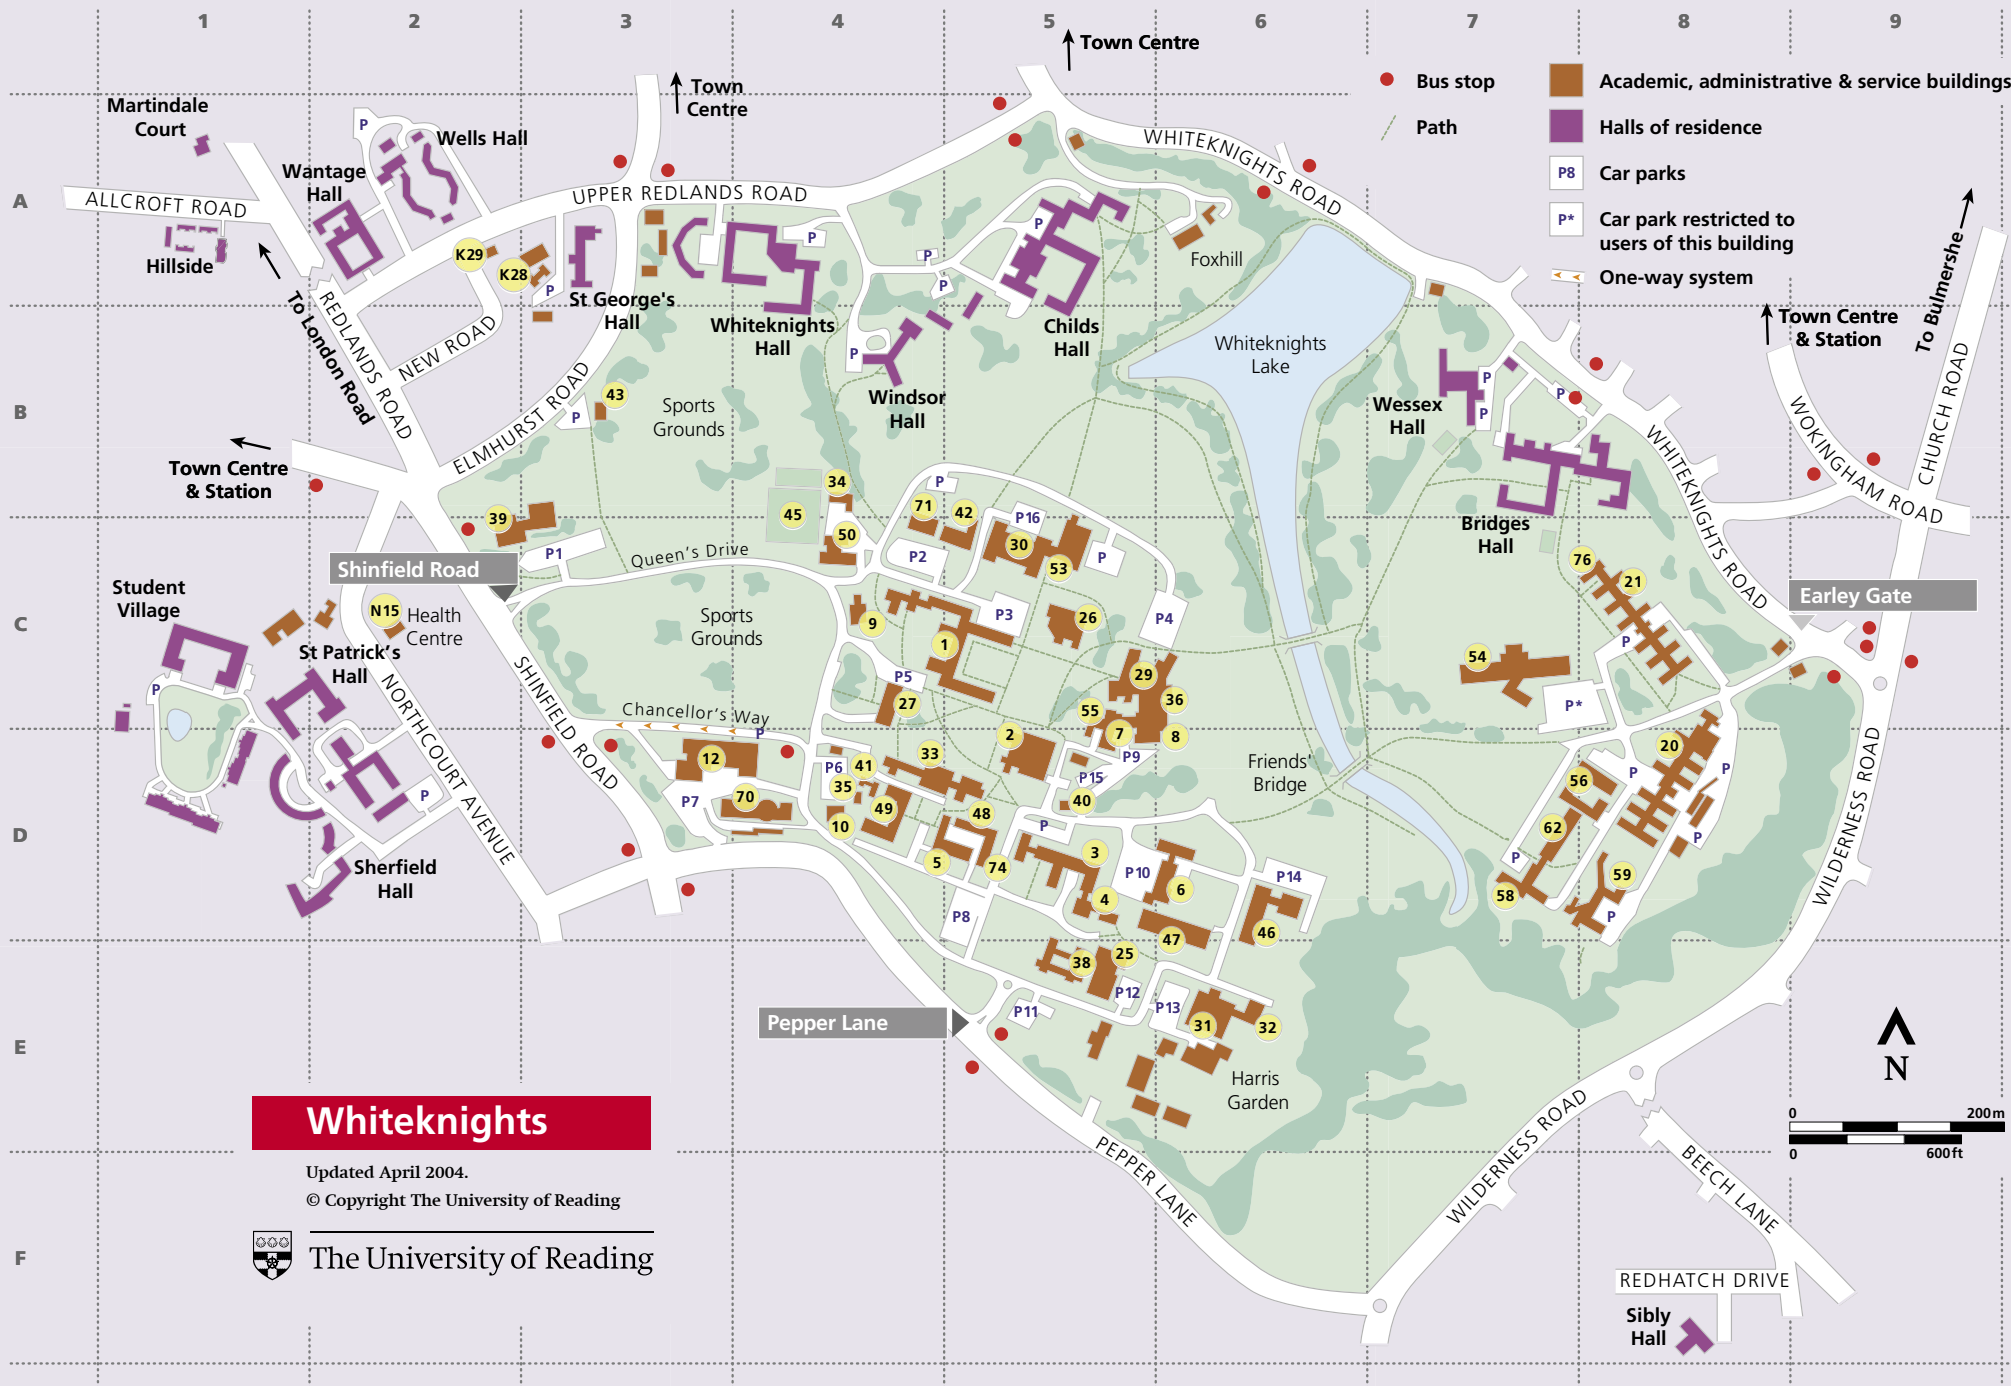 1 2 3 4 5 6 7 8 9
A
B
C
D
E
F
Town Centre
Town
Centre
Bus stop
Path
Academic, administrative & service buildings
Halls of residence
P8 Car parks
P* Car park restricted to
users of this building
One-way system
Martindale
Court
Wells Hall
P
Wantage
Hall
ALLCROFT ROAD
Hillside
UPPER REDLANDS ROAD
WHITEKNIGHTS ROAD
K29
K28
P
St George's
Hall
P
Whiteknights
Hall
P
P
P
Childs
Hall
Foxhill
To London Road
REDLANDS ROAD
NEW ROAD
ELMHURST ROAD
43
P
Sports
Grounds
P
Windsor
Hall
Whiteknights
Lake
Wessex
Hall
P
P
P
Town Centre
& Station
To Bulmershe
CHURCH ROAD
WOKINGHAM ROAD
WHITEKNIGHTS ROAD
Bridges
Hall
Town Centre
& Station
39
P1
Shinfield Road
Queen's Drive
34
45
50
71
42
P
P16
P2
30
53
P
76
21
Earley Gate
WHITEKNIGHTS ROAD
Student
Village
N15
Health
Centre
St Patrick's
Hall
P
Sports
Grounds
9
1
P3
26
P4
P5
27
29
36
55
7
8
54
P*
P
NORTHCOURT AVENUE
SHINFIELD ROAD
Chancellor's Way
P
12
P7
70
P6
41
35
10
49
33
2
48
P9
P15
40
Friends'
Bridge
20
56
P
P
62
P
P
58
59
P
WILDERNESS ROAD
P
Sherfield
Hall
5
74
P
3
P10
4
6
P14
46
47
P8
38
25
P12
P13
P11
31
32
Pepper Lane
Harris
Garden
N
0 200m
0 600ft
PEPPER LANE
WILDERNESS ROAD
BEECH LANE
REDHATCH DRIVE
Sibly
Hall
Whiteknights
Updated April 2004.
© Copyright The University of Reading
The University of Reading